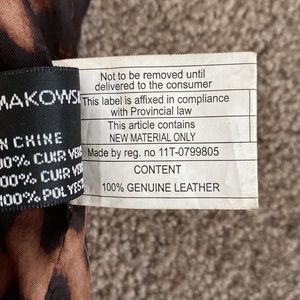 MAKOWSK
N CHINE
00% CUIR VER
00% CUIR VER
100% POLYES
Not to be removed until
delivered to the consumer
This label is affixed in compliance
with Provincial law
This article contains
NEW MATERIAL ONLY
Made by reg. no 11T-0799805
CONTENT
100% GENUINE LEATHER